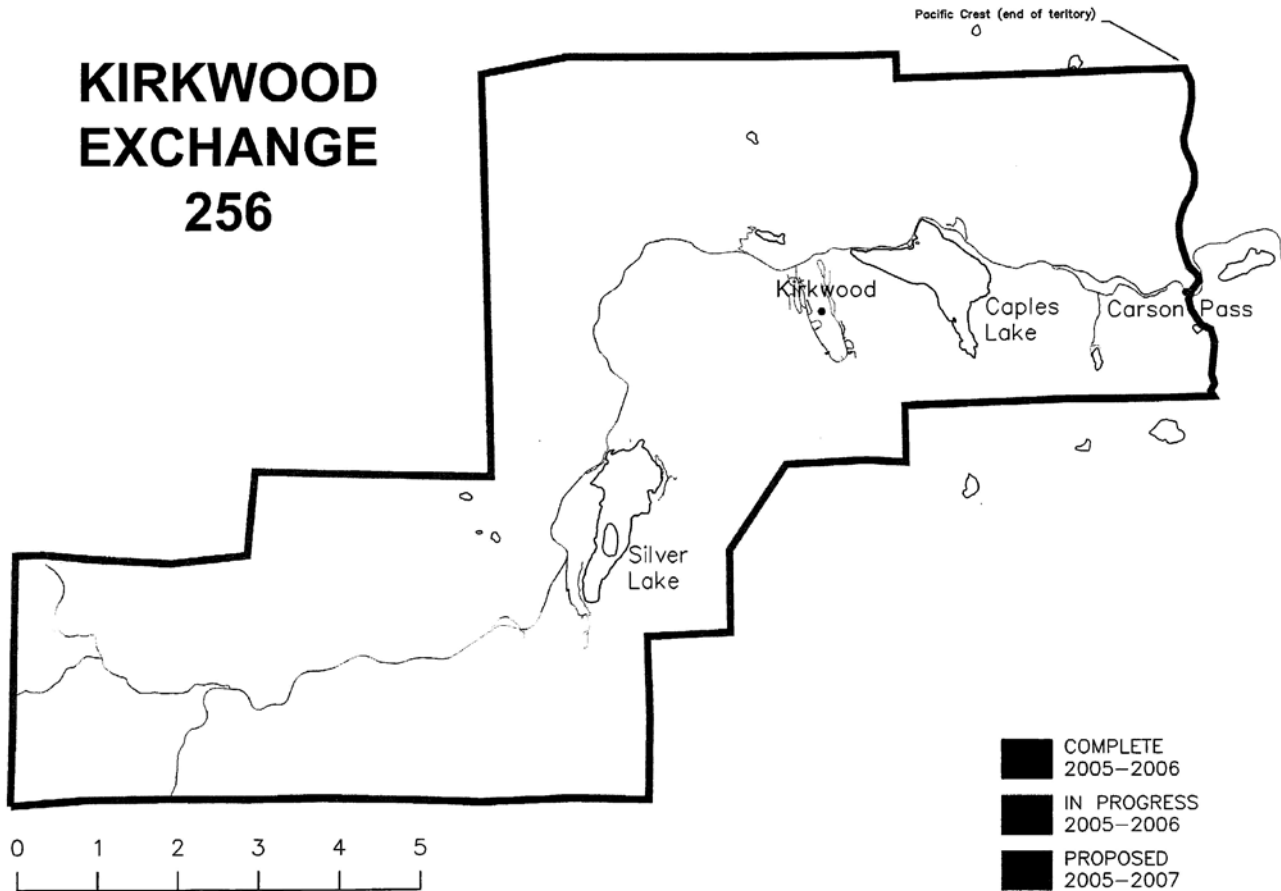 Pacific Crest (end of teritory)
KIRKWOOD
EXCHANGE
256
Kirkwood
Caples
Lake
Carson Pass
Silver
Lake
COMPLETE
2005-2006
IN PROGRESS
2005-2006
PROPOSED
2005-2007
0 1 2 3 4 5